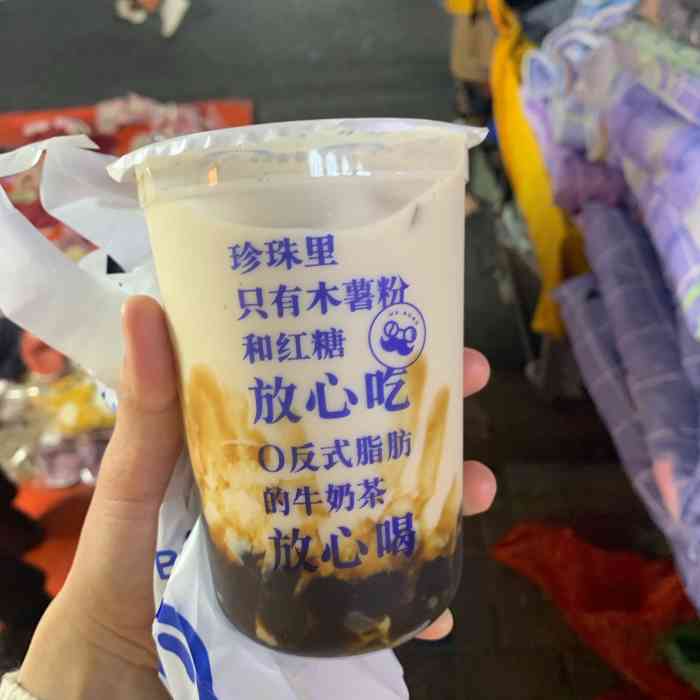 珍珠里
只有木薯粉
和红糖
放心吃
0反式脂肪
的牛奶茶
放心喝